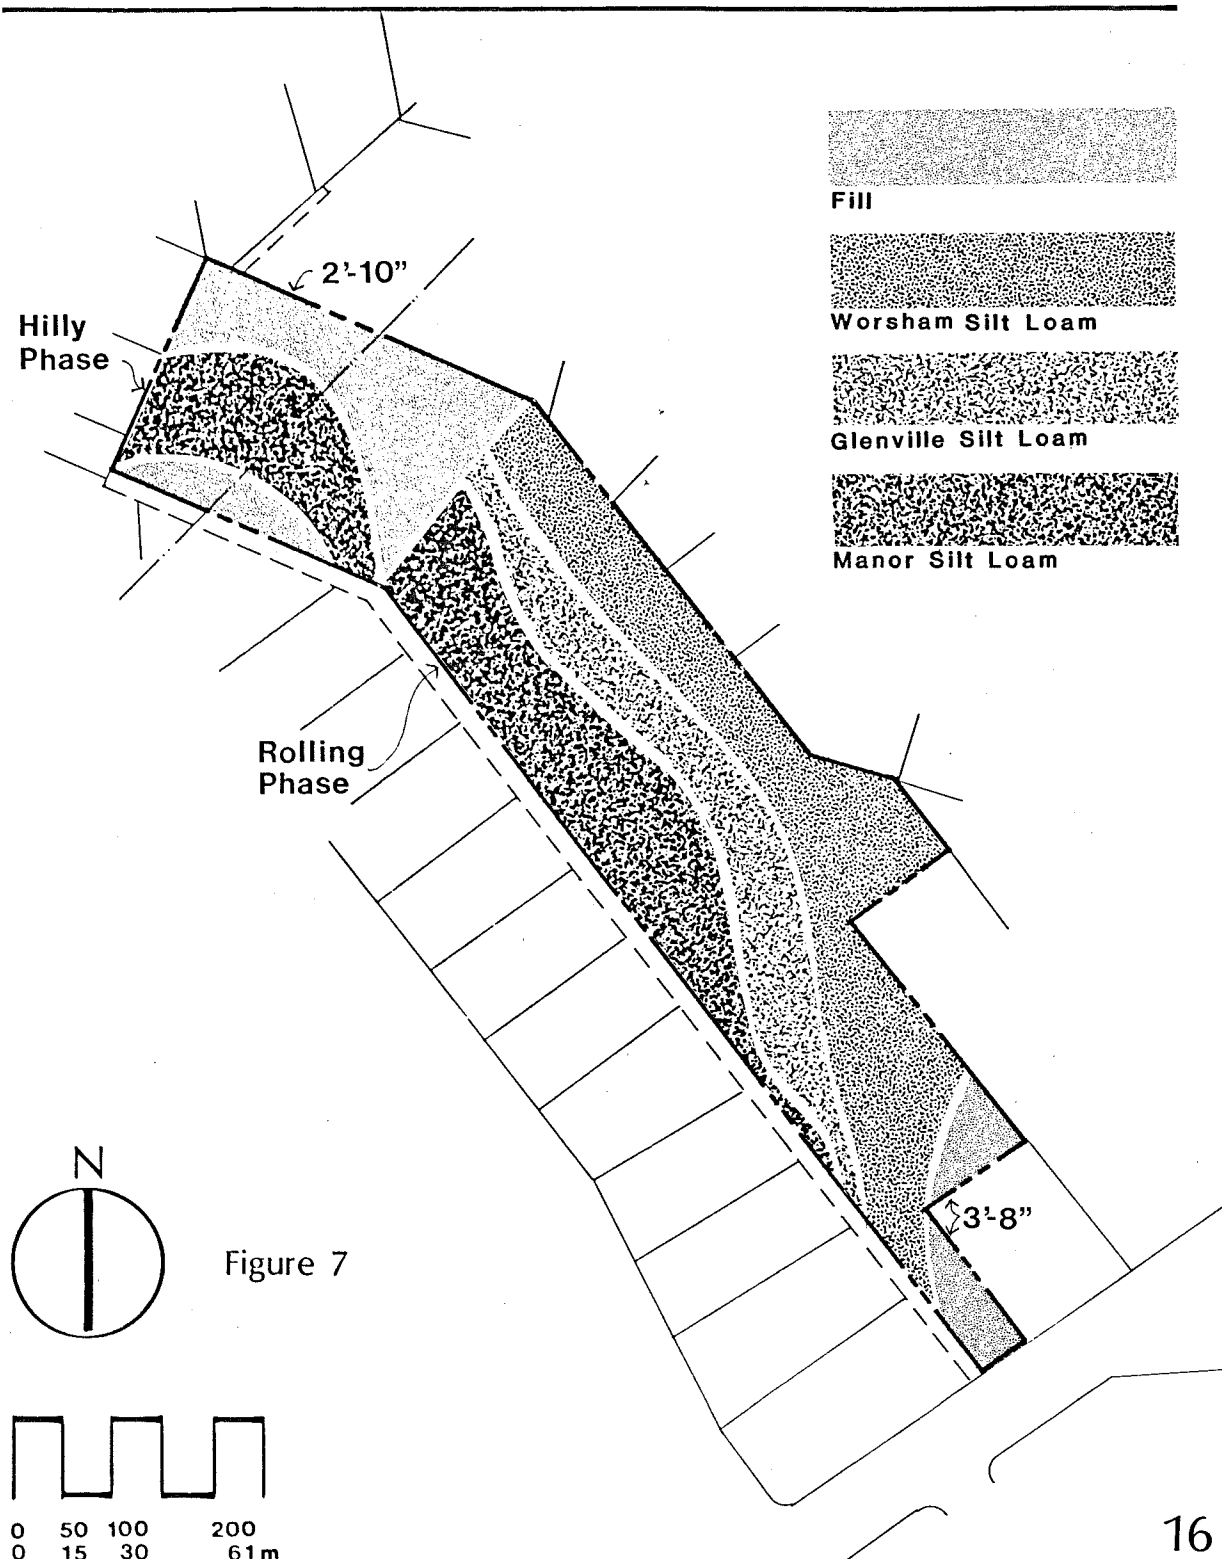 Fill
Worsham Silt Loam
Glenville Silt Loam
Manor Silt Loam
2'-10"
Hilly
Phase
Rolling
Phase
3'-8"
N
Figure 7
0 50 100 200
0 15 30 61m
16